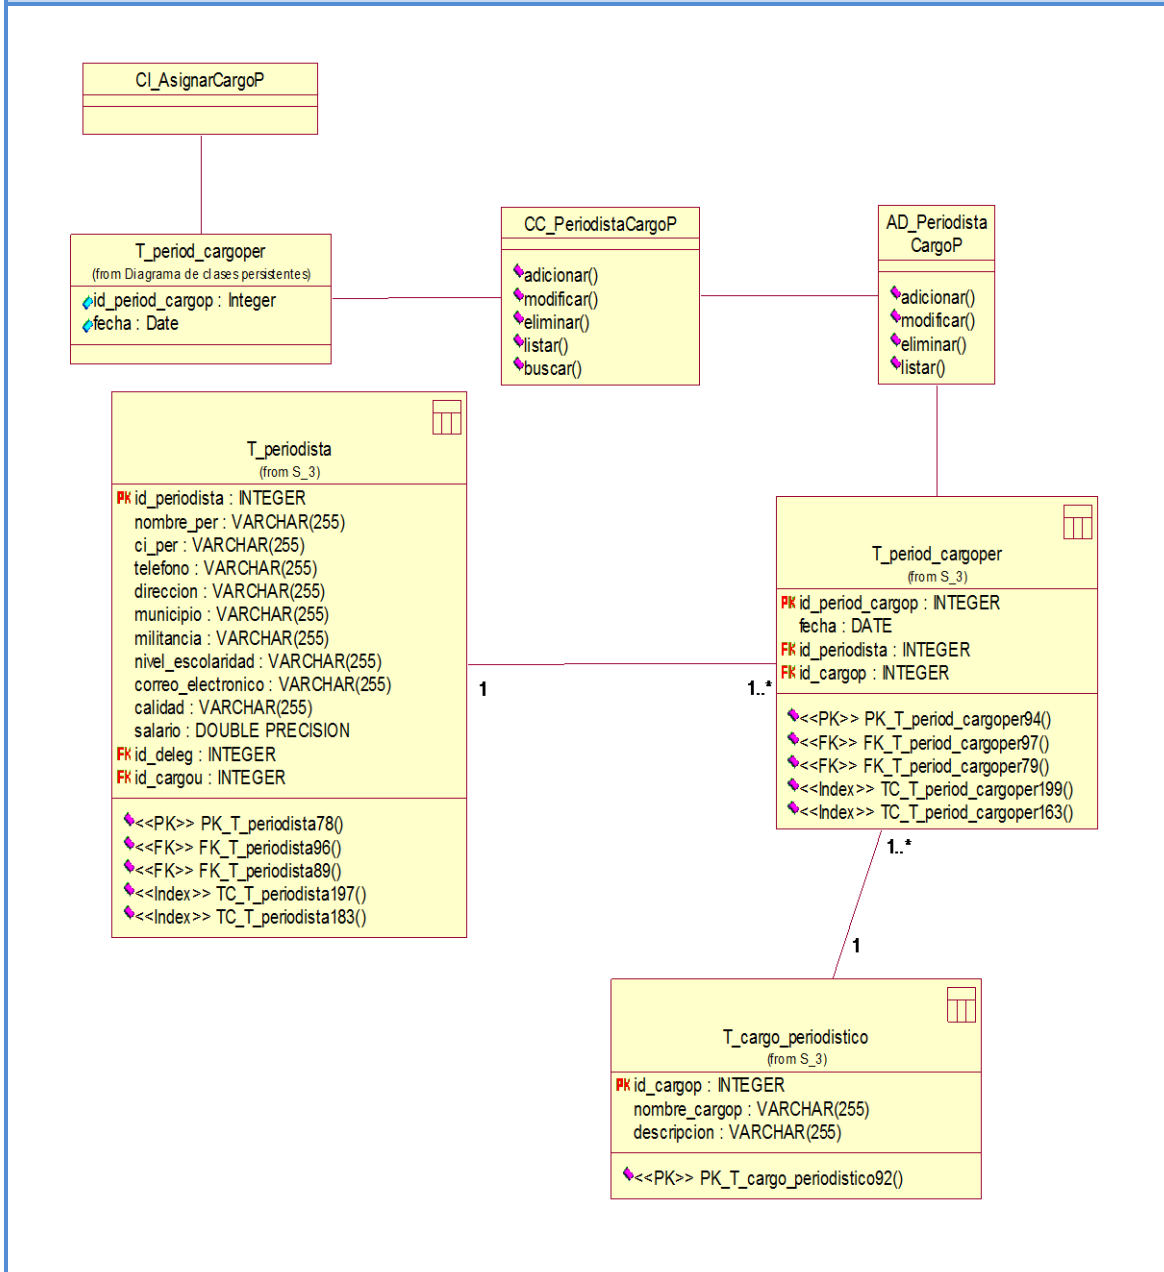 CI_AsignarCargoP
T_period_cargoper
(from Diagrama de clases persistentes)
id_period_cargop : Integer
fecha : Date
CC_PeriodistaCargoP
adicionar()
modificar()
eliminar()
listar()
buscar()
AD_Periodista
CargoP
adicionar()
modificar()
eliminar()
listar()
T_periodista
(from S_3)
PK id_periodista : INTEGER
nombre_per : VARCHAR(255)
ci_per : VARCHAR(255)
telefono : VARCHAR(255)
direccion : VARCHAR(255)
municipio : VARCHAR(255)
militancia : VARCHAR(255)
nivel_escolaridad : VARCHAR(255)
correo_electronico : VARCHAR(255)
calidad : VARCHAR(255)
salario : DOUBLE PRECISION
FK id_deleg : INTEGER
FK id_cargou : INTEGER
<<PK>> PK_T_periodista78()
<<FK>> FK_T_periodista96()
<<FK>> FK_T_periodista89()
<<Index>> TC_T_periodista197()
<<Index>> TC_T_periodista183()
1
1..*
T_period_cargoper
(from S_3)
PK id_period_cargop : INTEGER
fecha : DATE
FK id_periodista : INTEGER
FK id_cargop : INTEGER
<<PK>> PK_T_period_cargoper94()
<<FK>> FK_T_period_cargoper97()
<<FK>> FK_T_period_cargoper79()
<<Index>> TC_T_period_cargoper199()
<<Index>> TC_T_period_cargoper163()
1..*
1
T_cargo_periodistico
(from S_3)
PK id_cargop : INTEGER
nombre_cargop : VARCHAR(255)
descripcion : VARCHAR(255)
<<PK>> PK_T_cargo_periodistico92()